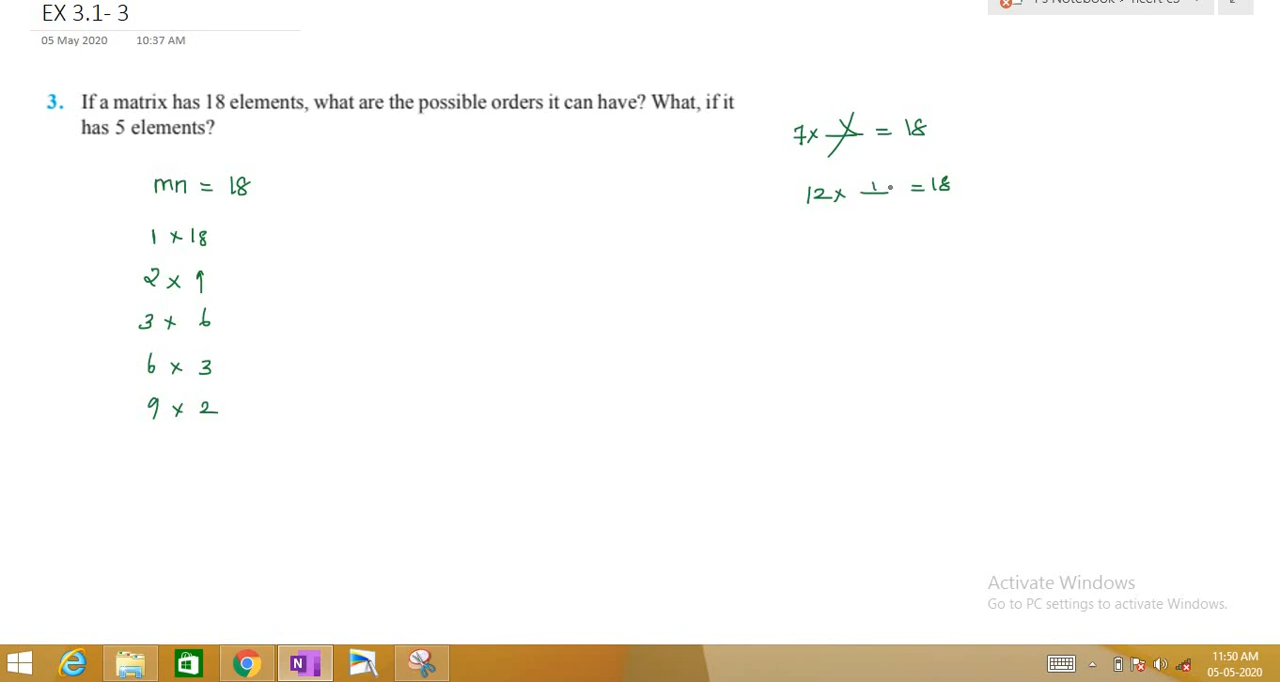 EX 3.1- 3
05 May 2020 10:37 AM
3. If a matrix has 18 elements, what are the possible orders it can have? What, if it
has 5 elements?
7x = 18
mn = 18
12x 1. = 18
1 x 18
2 x 9
3 x 6
6 x 3
9 x 2
Activate Windows
Go to PC settings to activate Windows.
N
11:50 AM
05-05-2020